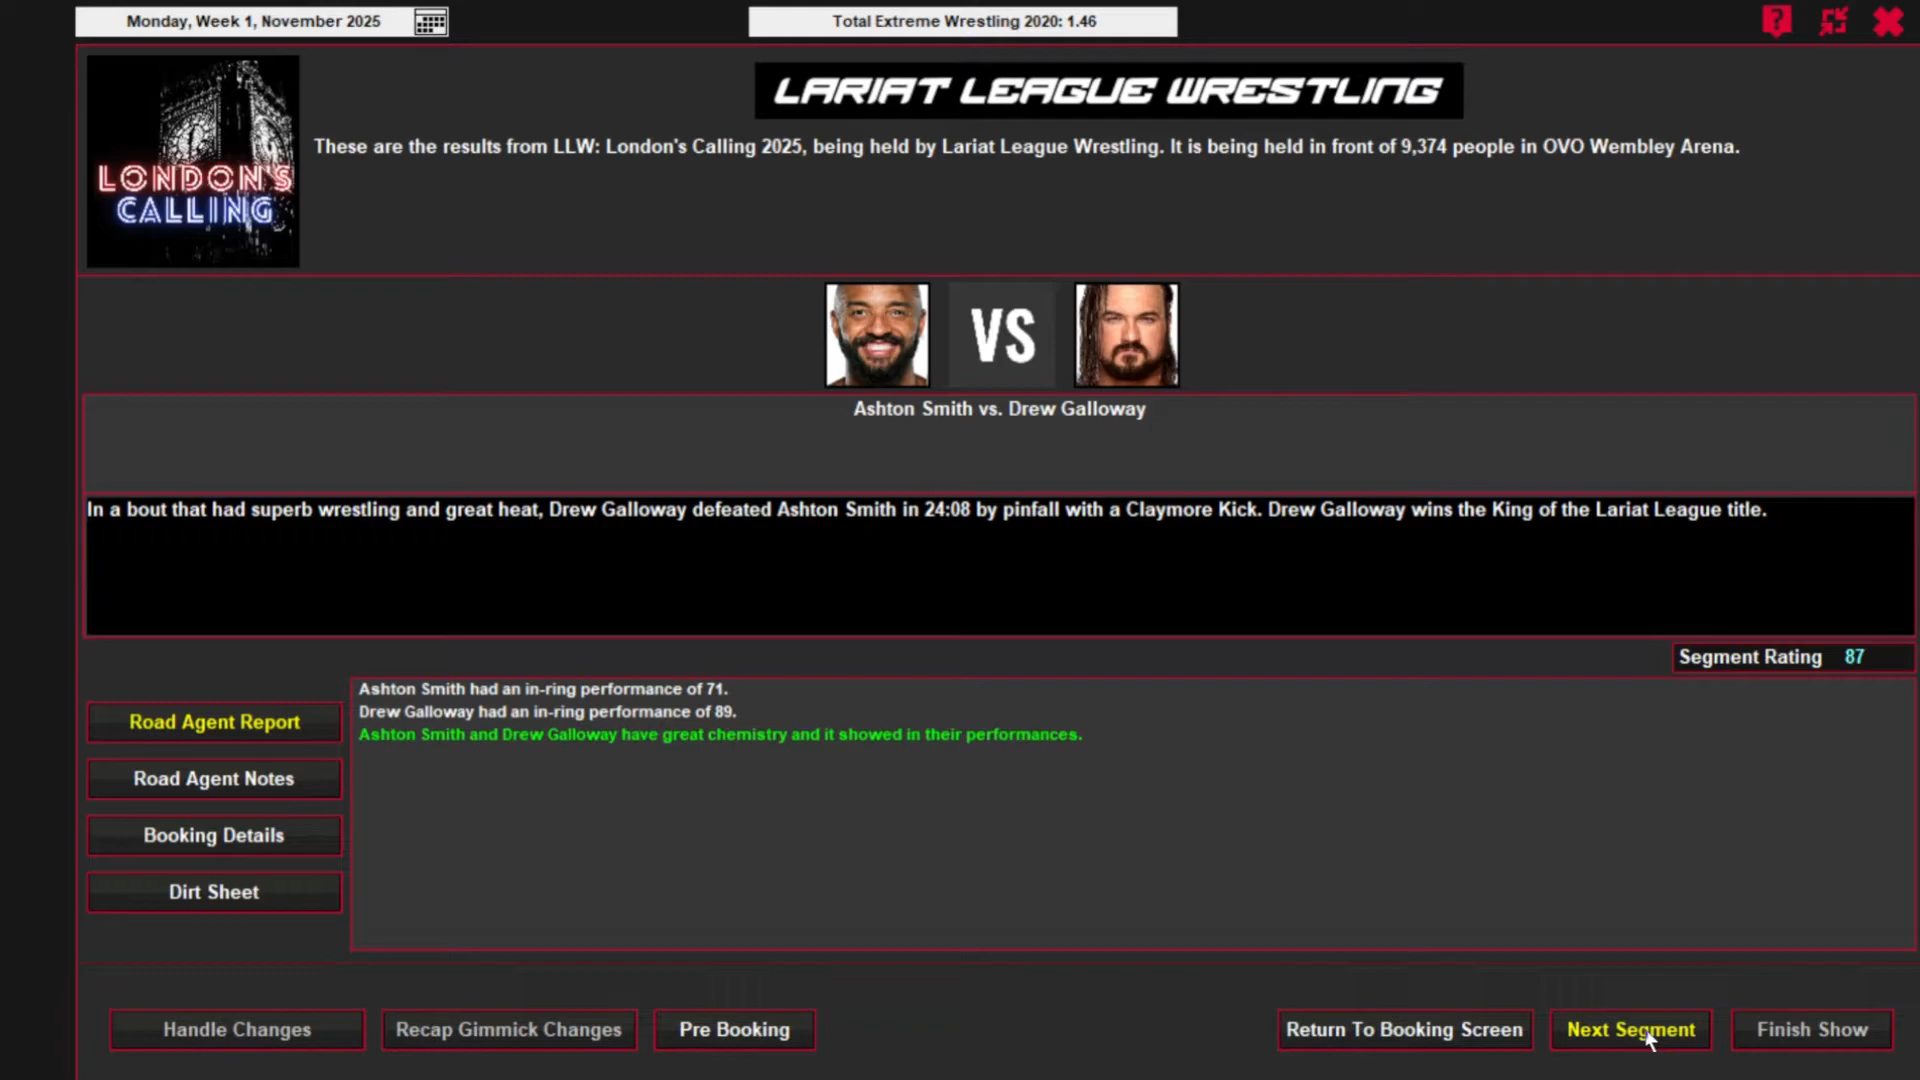 Monday, Week 1, November 2025
Total Extreme Wrestling 2020: 1.46
?
LARIAT LEAGUE WRESTLING
LONDON'S
CALLING
These are the results from LLW: London's Calling 2025, being held by Lariat League Wrestling. It is being held in front of 9,374 people in OVO Wembley Arena.
VS
Ashton Smith vs. Drew Galloway
In a bout that had superb wrestling and great heat, Drew Galloway defeated Ashton Smith in 24:08 by pinfall with a Claymore Kick. Drew Galloway wins the King of the Lariat League title.
Segment Rating 87
Road Agent Report
Road Agent Notes
Booking Details
Dirt Sheet
Ashton Smith had an in-ring performance of 71.
Drew Galloway had an in-ring performance of 89.
Ashton Smith and Drew Galloway have great chemistry and it showed in their performances.
Handle Changes
Recap Gimmick Changes
Pre Booking
Return To Booking Screen
Next Segment
Finish Show